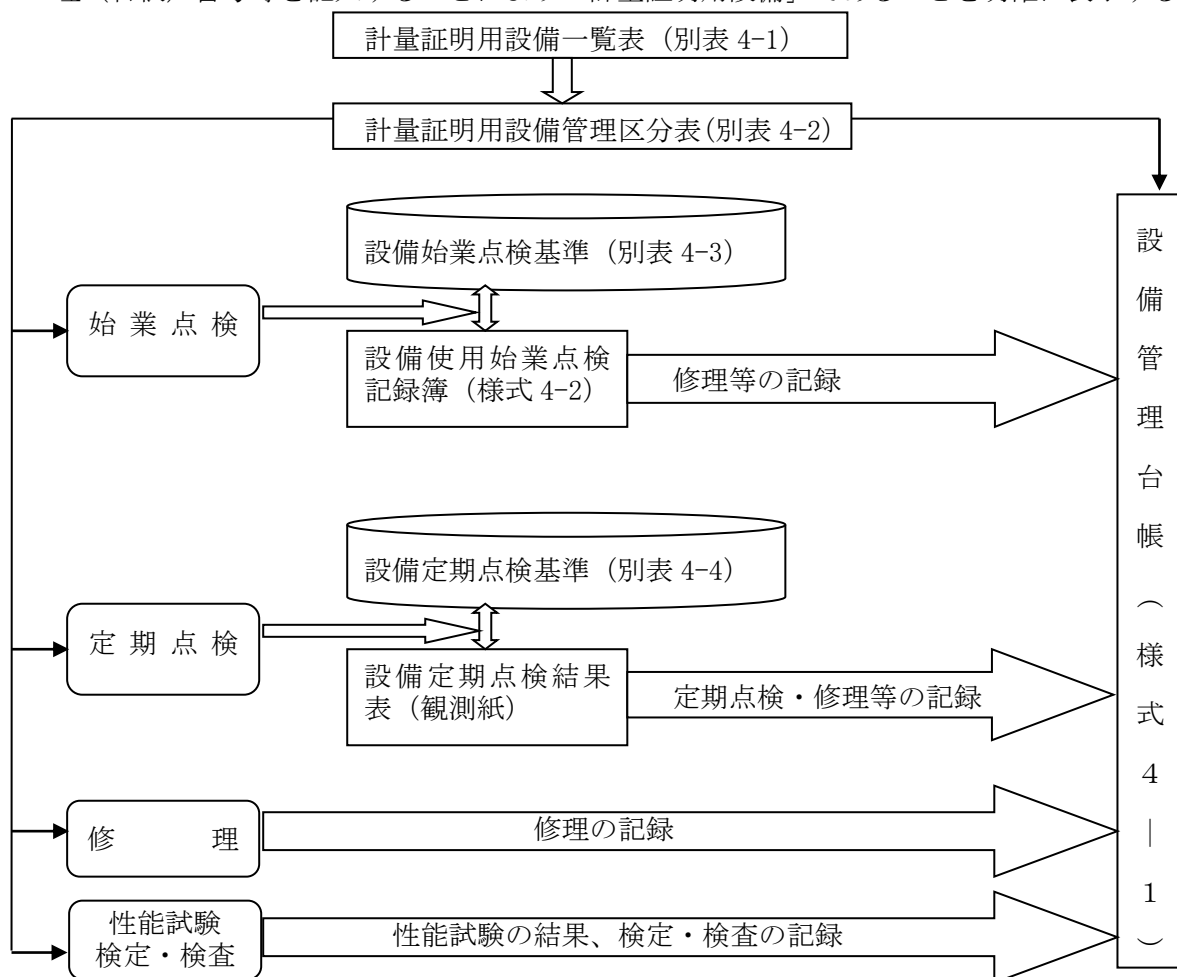 計量証明用設備一覧表（別表 4-1）
計量証明用設備管理区分表(別表 4-2)
設備始業点検基準（別表 4-3）
始 業 点 検
設備使用始業点検
記録簿（様式 4-2）
修理等の記録
設備定期点検基準（別表 4-4）
定 期 点 検
設備定期点検結果
表（観測紙）
定期点検・修理等の記録
修　　理
修理の記録
性能試験
検定・検査
性能試験の結果、検定・検査の記録
設備管理台帳（様式４｜１）